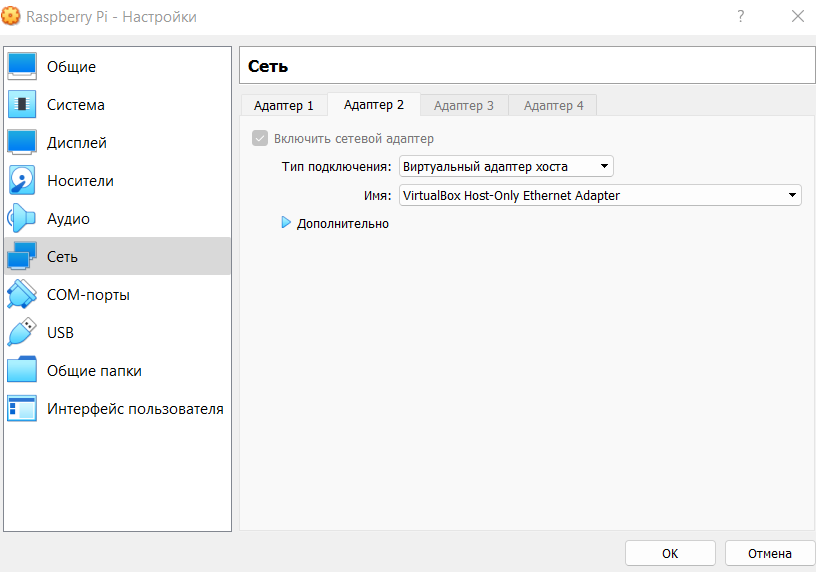 Raspberry Pi - Настройки
?
Общие
Система
Дисплей
Носители
Аудио
Сеть
COM-порты
USB
Общие папки
Интерфейс пользователя
Сеть
Адаптер 1 Адаптер 2 Адаптер 3 Адаптер 4
Включить сетевой адаптер
Тип подключения: Виртуальный адаптер хоста
Имя: VirtualBox Host-Only Ethernet Adapter
Дополнительно
OK Отмена